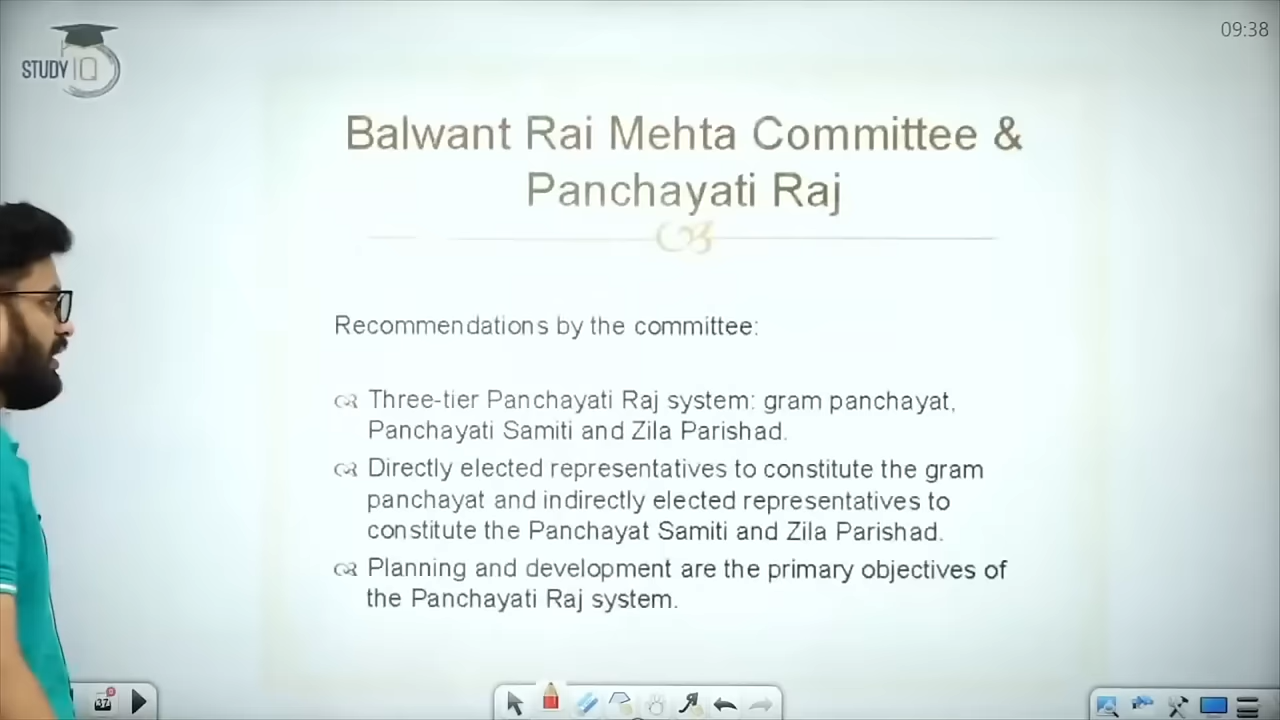 STUDY IQ
09:38
Balwant Rai Mehta Committee &
Panchayati Raj
Recommendations by the committee:
Three-tier Panchayati Raj system: gram panchayat,
Panchayati Samiti and Zila Parishad.
Directly elected representatives to constitute the gram
panchayat and indirectly elected representatives to
constitute the Panchayat Samiti and Zila Parishad.
Planning and development are the primary objectives of
the Panchayati Raj system.
37